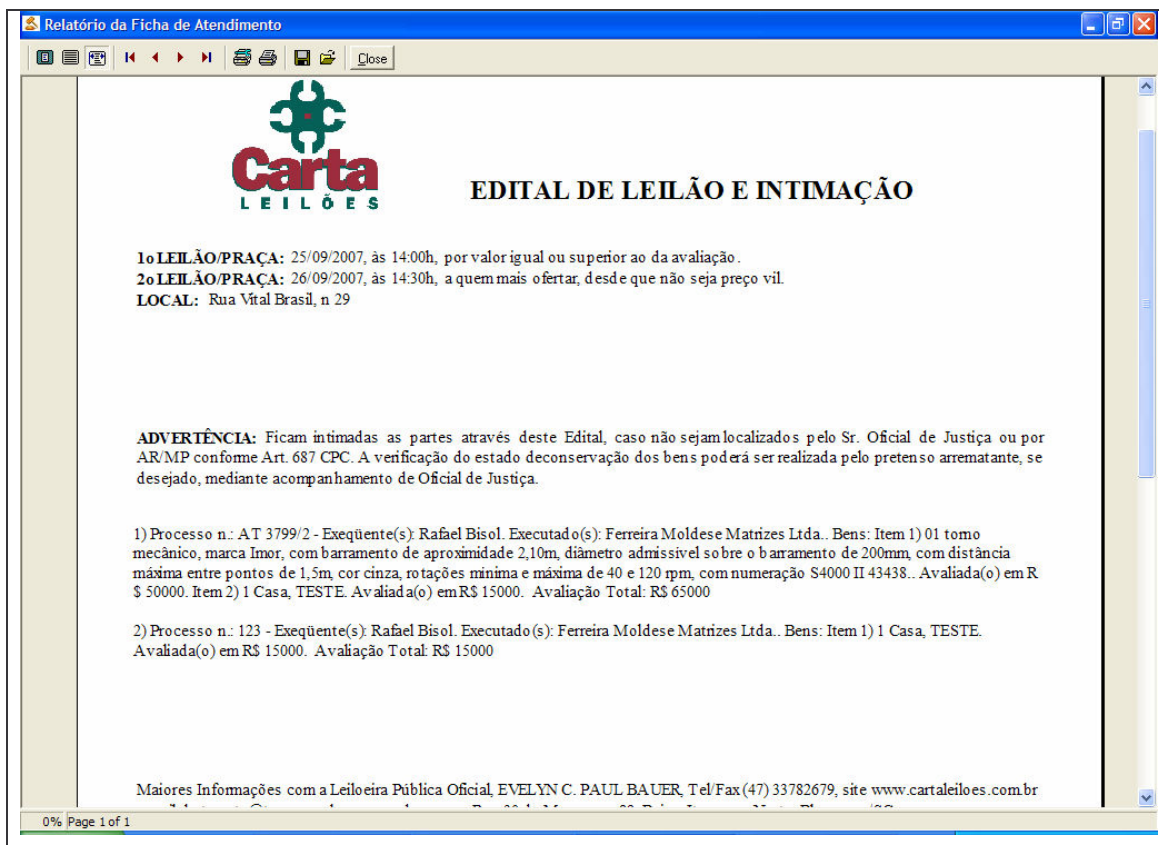 Relatório da Ficha de Atendimento
Close
Carta
LEILÕES
EDITAL DE LEILÃO E INTIMAÇÃO
1o LEILÃO/PRAÇA: 25/09/2007, às 14:00h, por valor igual ou superior ao da avaliação.
2o LEILÃO/PRAÇA: 26/09/2007, às 14:30h, a quem mais ofertar, desde que não seja preço vil.
LOCAL: Rua Vital Brasil, n 29
ADVERTÊNCIA: Ficam intimadas as partes através deste Edital, caso não sejam localizados pelo Sr. Oficial de Justiça ou por
AR/MP conforme Art. 687 CPC. A verificação do estado deconservação dos bens poderá ser realizada pelo pretenso arrematante, se
desejado, mediante acompanhamento de Oficial de Justiça.
1) Processo n.: AT 3799/2 - Exeqüente(s): Rafael Bisol. Executado(s): Ferreira Moldese Matrizes Ltda.. Bens: Item 1) 01 torno
mecânico, marca Imor, com barramento de aproximidade 2,10m, diâmetro admissivel sobre o barramento de 200mm, com distância
máxima entre pontos de 1,5m, cor cinza, rotações minima e máxima de 40 e 120 rpm, com numeração S4000 II 43438.. Avaliada(o) em R
$ 50000. Item 2) 1 Casa, TESTE. Avaliada(o) em R$ 15000. Avaliação Total: R$ 65000
2) Processo n.: 123 - Exeqüente(s): Rafael Bisol. Executado(s): Ferreira Moldese Matrizes Ltda.. Bens: Item 1) 1 Casa, TESTE.
Avaliada(o) em R$ 15000. Avaliação Total: R$ 15000
Maiores Informações com a Leiloeira Pública Oficial, EVELYN C. PAUL BAUER, Tel/Fax (47) 33782679, site www.cartaleiloes.com.br
0% Page 1 of 1